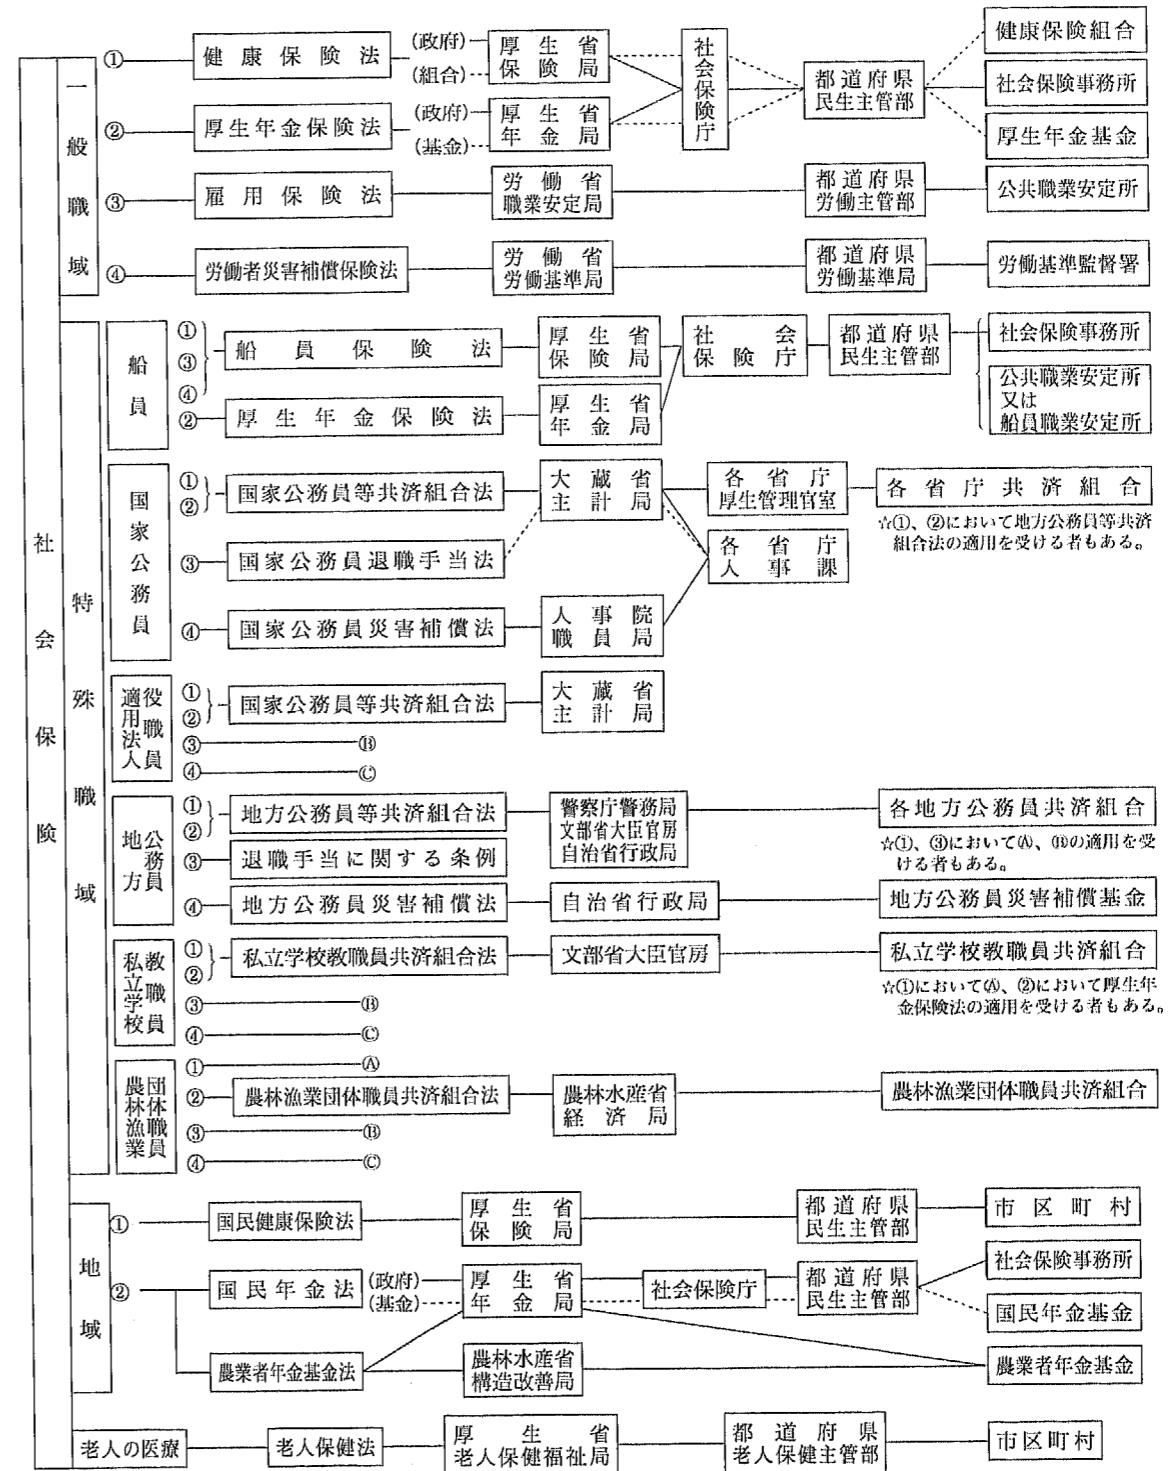 社会保険
一般職域
① 健康保険法 (政府) (組合) 厚生省保険局 社会保険庁 都道府県民生主管部 健康保険組合
社会保険事務所
② 厚生年金保険法 (政府) (基金) 厚生省年金局 厚生年金基金
③ 雇用保険法 労働省職業安定局 都道府県労働主管部 公共職業安定所
④ 労働者災害補償保険法 労働省労働基準局 都道府県労働基準局 労働基準監督署
特殊職域
船員
①③④ 船員保険法 厚生省保険局 社会保険庁 都道府県民生主管部 社会保険事務所
公共職業安定所
又は
船員職業安定所
② 厚生年金保険法 厚生省年金局
国家公務員
①② 国家公務員等共済組合法 大蔵省主計局 各省庁厚生管理官室 各省庁共済組合
☆①、②において地方公務員等共済
組合法の適用を受ける者もある。
③ 国家公務員退職手当法 各省庁人事課
④ 国家公務員災害補償法 人事院職員局
適用法人役職員
①② 国家公務員等共済組合法 大蔵省主計局
③ Ⓑ
④ Ⓒ
地方公務員
①② 地方公務員等共済組合法 警察庁警務局
文部省大臣官房
自治省行政局
各地方公務員共済組合
☆①、③においてⒶ、Ⓑの適用を受
ける者もある。
③ 退職手当に関する条例
④ 地方公務員災害補償法 自治省行政局 地方公務員災害補償基金
私立学校教職員
①② 私立学校教職員共済組合法 文部省大臣官房 私立学校教職員共済組合
☆①においてⒶ、②において厚生年
金保険法の適用を受ける者もある。
③ Ⓑ
④ Ⓒ
農林漁業団体職員
① Ⓐ
② 農林漁業団体職員共済組合法 農林水産省経済局 農林漁業団体職員共済組合
③ Ⓑ
④ Ⓒ
地域
① 国民健康保険法 厚生省保険局 都道府県民生主管部 市区町村
② 国民年金法 (政府) (基金) 厚生省年金局 社会保険庁 都道府県民生主管部 社会保険事務所
国民年金基金
農業者年金基金法 農林水産省構造改善局 農業者年金基金
老人の医療 老人保健法 厚生省老人保健福祉局 都道府県老人保健主管部 市区町村